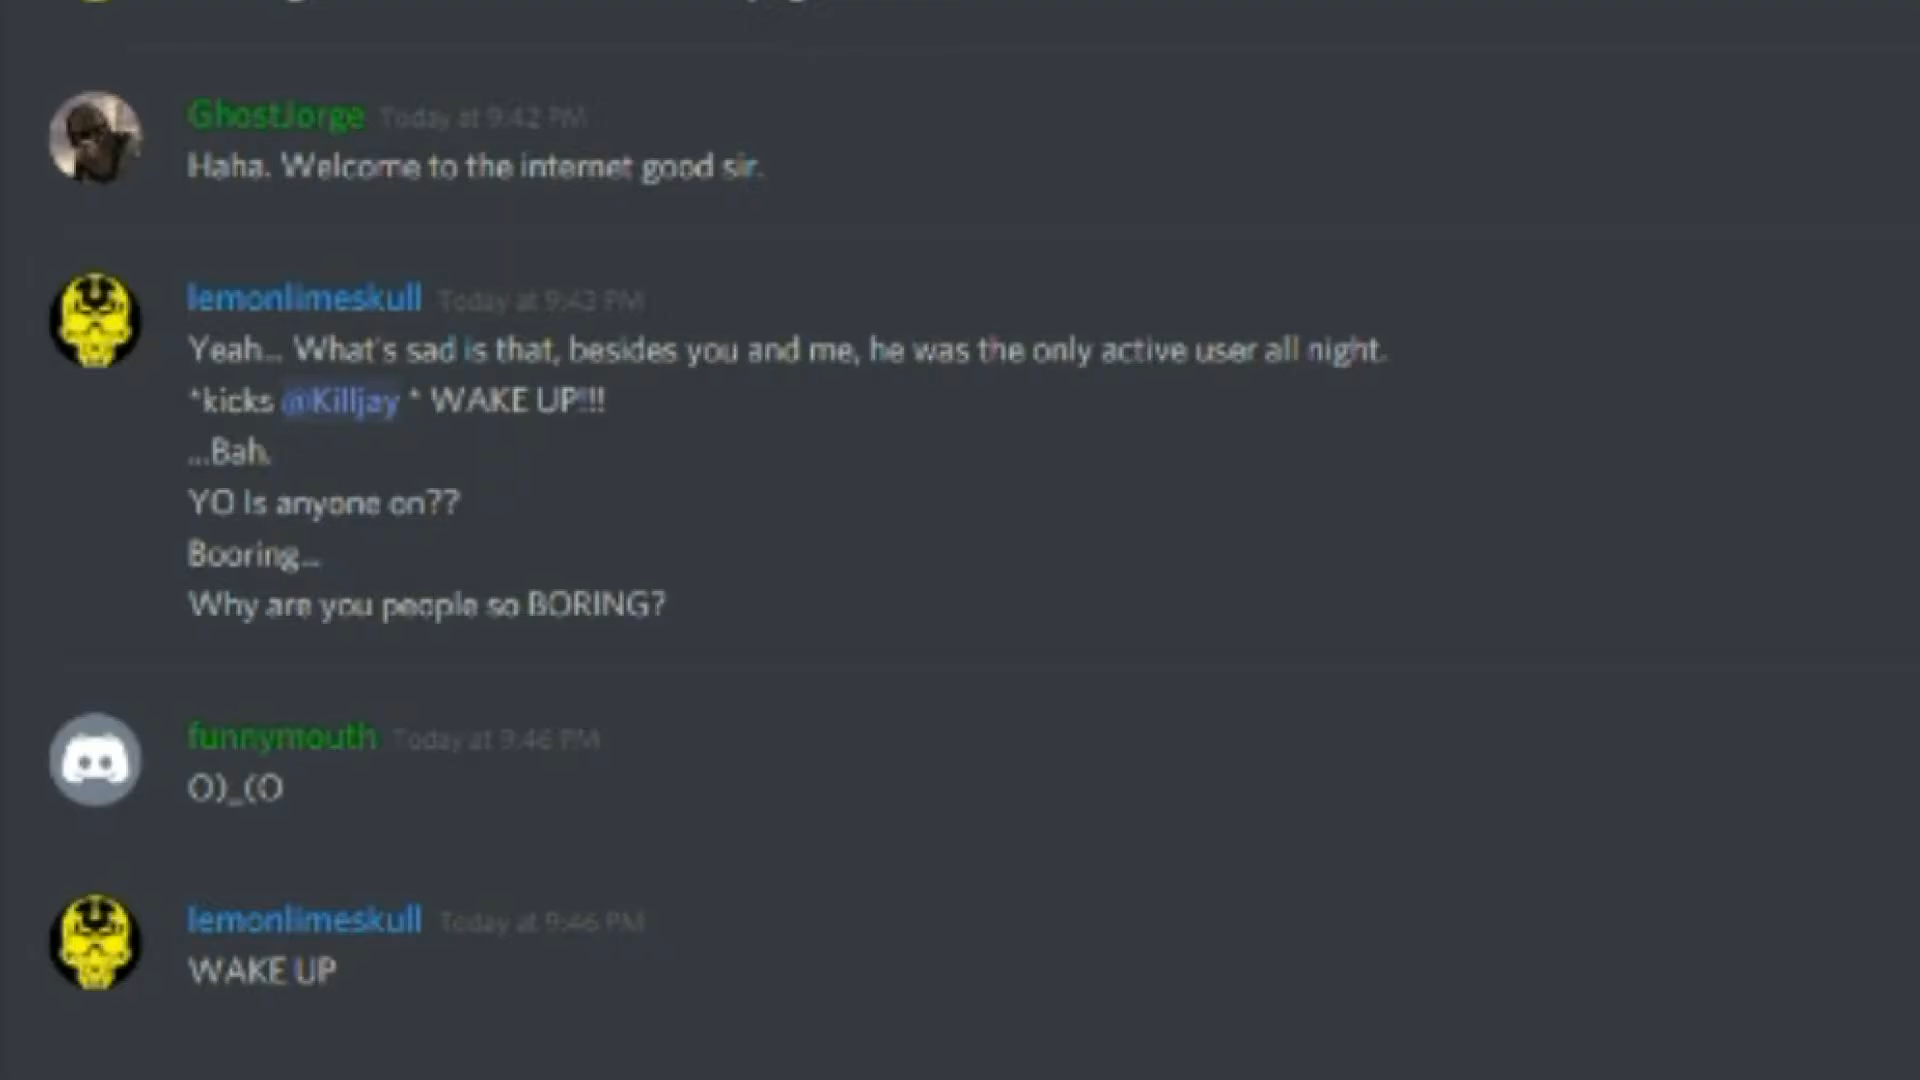 GhostJorge Today at 9:42 PM
Haha. Welcome to the internet good sir.
lemonlimeskull Today at 9:43 PM
Yeah... What's sad is that, besides you and me, he was the only active user all night.
*kicks @Killjay * WAKE UP!!!
...Bah.
YO Is anyone on??
Booring...
Why are you people so BORING?
funnymouth Today at 9:46 PM
O)_(O
lemonlimeskull Today at 9:46 PM
WAKE UP